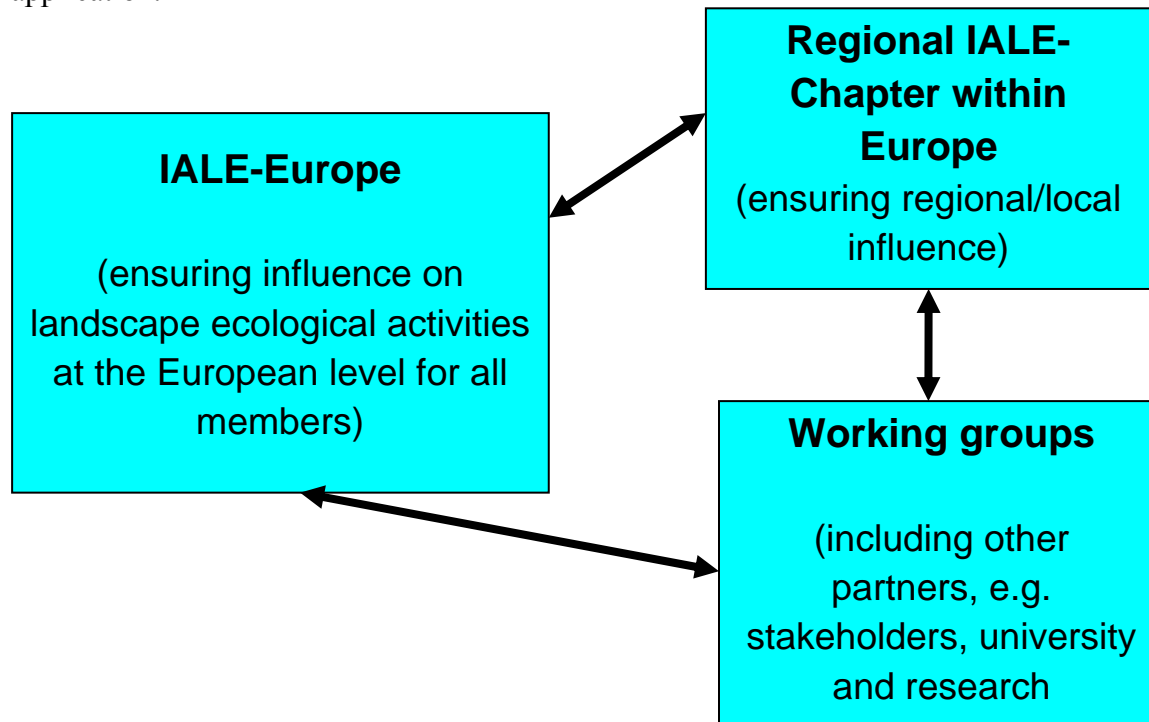 Regional IALE-
Chapter within
Europe
(ensuring regional/local
influence)
IALE-Europe
(ensuring influence on
landscape ecological activities
at the European level for all
members)
Working groups
(including other
partners, e.g.
stakeholders, university
and research